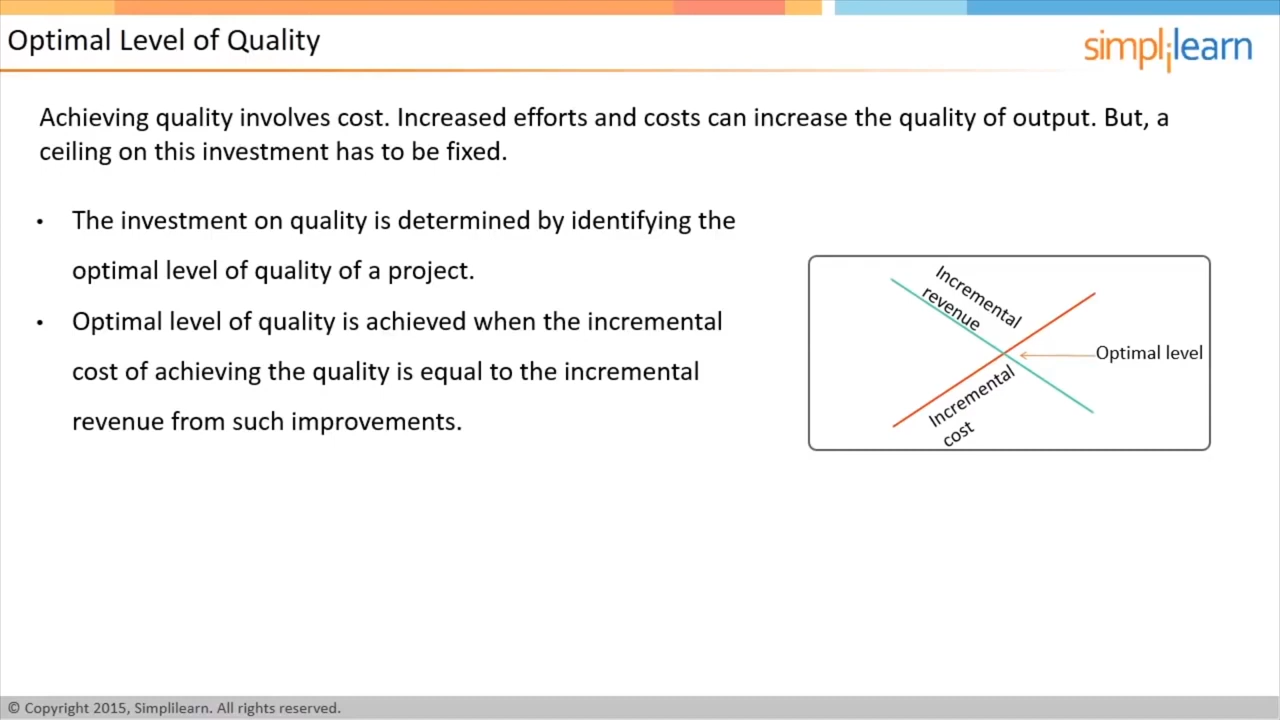 Optimal Level of Quality
simplilearn
Achieving quality involves cost. Increased efforts and costs can increase the quality of output. But, a
ceiling on this investment has to be fixed.
• The investment on quality is determined by identifying the
optimal level of quality of a project.
• Optimal level of quality is achieved when the incremental
cost of achieving the quality is equal to the incremental
revenue from such improvements.
Incremental
revenue
Optimal level
Incremental
cost
© Copyright 2015, Simplilearn. All rights reserved.